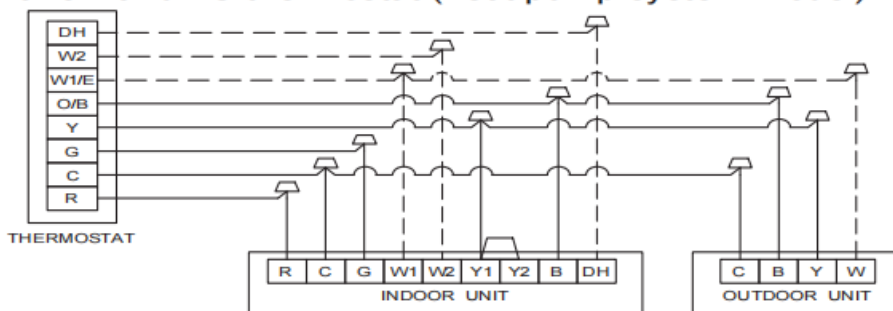 DH
W2
W1/E
O/B
Y
G
C
R
THERMOSTAT
R C G W1 W2 Y1 Y2 B DH
INDOOR UNIT
C B Y W
OUTDOOR UNIT